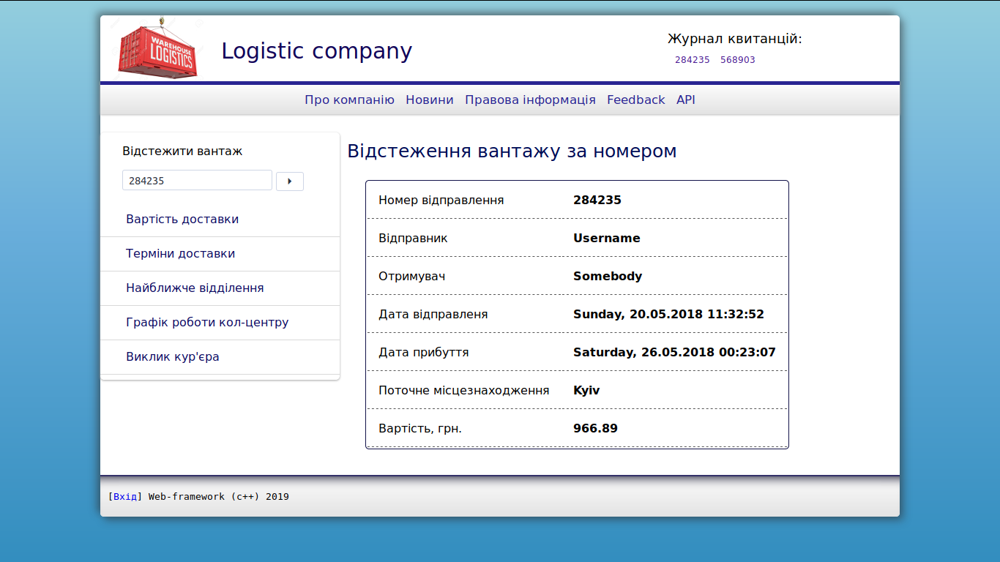 WAREHOUSE
LOGISTICS
Logistic company
Журнал квитанцій:
284235 568903
Про компанію Новини Правова інформація Feedback API
Відстежити вантаж
284235
Вартість доставки
Терміни доставки
Найближче відділення
Графік роботи кол-центру
Виклик кур'єра
Відстеження вантажу за номером
Номер відправлення 284235
Відправник Username
Отримувач Somebody
Дата відправленя Sunday, 20.05.2018 11:32:52
Дата прибуття Saturday, 26.05.2018 00:23:07
Поточне місцезнаходження Kyiv
Вартість, грн. 966.89
[Вхід] Web-framework (c++) 2019